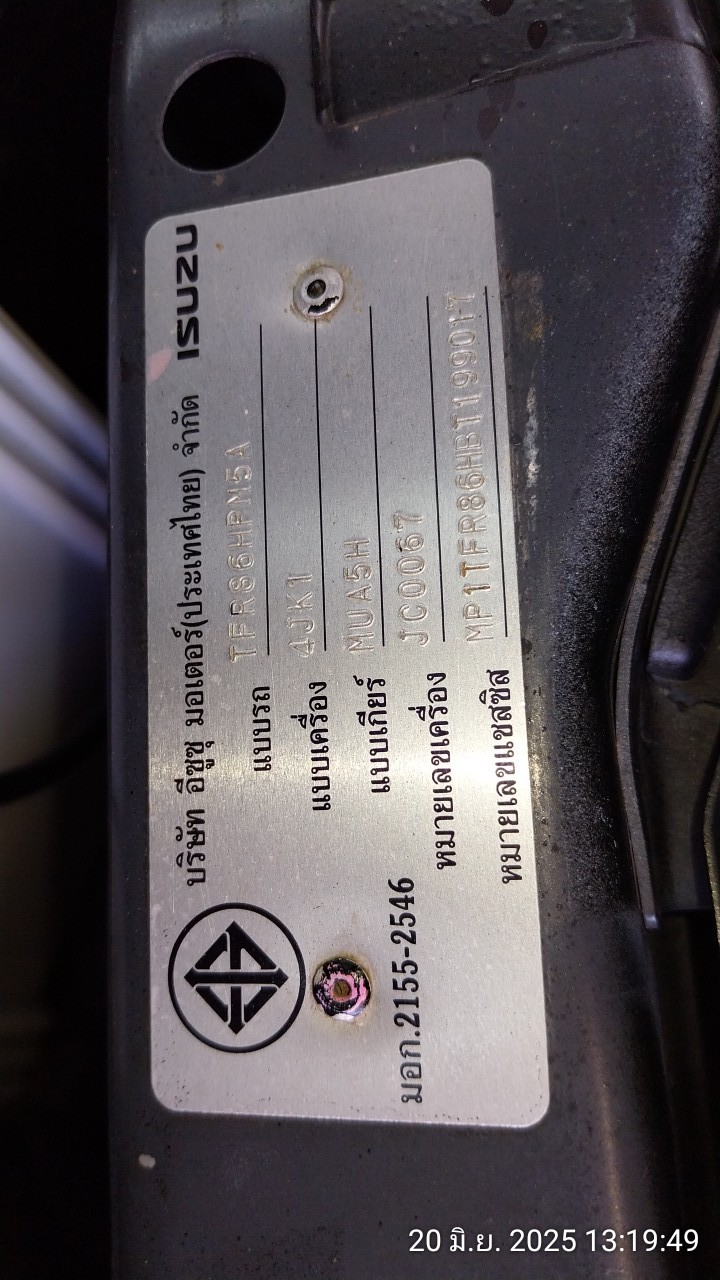 บริษัท อีซูซุ มอเตอร์(ประเทศไทย) จำกัด ISUZU
แบบรถ TFR86HPM5A
แบบเครื่อง 4JK1
แบบเกียร์ MUA5H
หมายเลขเครื่อง JC0067
หมายเลขแชสซิส MP1TFR86HBT199017
มอก.2155-2546
20 มิ.ย. 2025 13:19:49